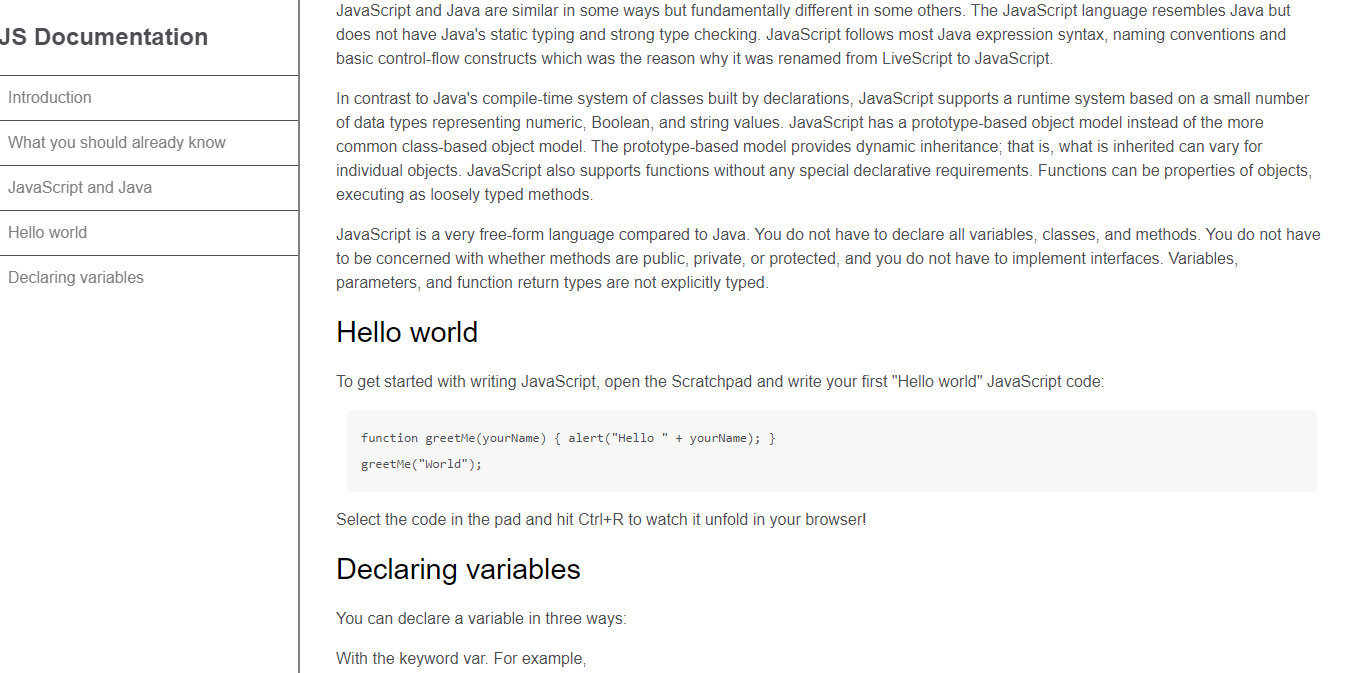 JS Documentation
Introduction
What you should already know
JavaScript and Java
Hello world
Declaring variables
JavaScript and Java are similar in some ways but fundamentally different in some others. The JavaScript language resembles Java but
does not have Java's static typing and strong type checking. JavaScript follows most Java expression syntax, naming conventions and
basic control-flow constructs which was the reason why it was renamed from LiveScript to JavaScript.
In contrast to Java's compile-time system of classes built by declarations, JavaScript supports a runtime system based on a small number
of data types representing numeric, Boolean, and string values. JavaScript has a prototype-based object model instead of the more
common class-based object model. The prototype-based model provides dynamic inheritance; that is, what is inherited can vary for
individual objects. JavaScript also supports functions without any special declarative requirements. Functions can be properties of objects,
executing as loosely typed methods.
JavaScript is a very free-form language compared to Java. You do not have to declare all variables, classes, and methods. You do not have
to be concerned with whether methods are public, private, or protected, and you do not have to implement interfaces. Variables,
parameters, and function return types are not explicitly typed.
Hello world
To get started with writing JavaScript, open the Scratchpad and write your first "Hello world" JavaScript code:
function greetMe(yourName) { alert("Hello " + yourName); }
greetMe("World");
Select the code in the pad and hit Ctrl+R to watch it unfold in your browser!
Declaring variables
You can declare a variable in three ways:
With the keyword var. For example,